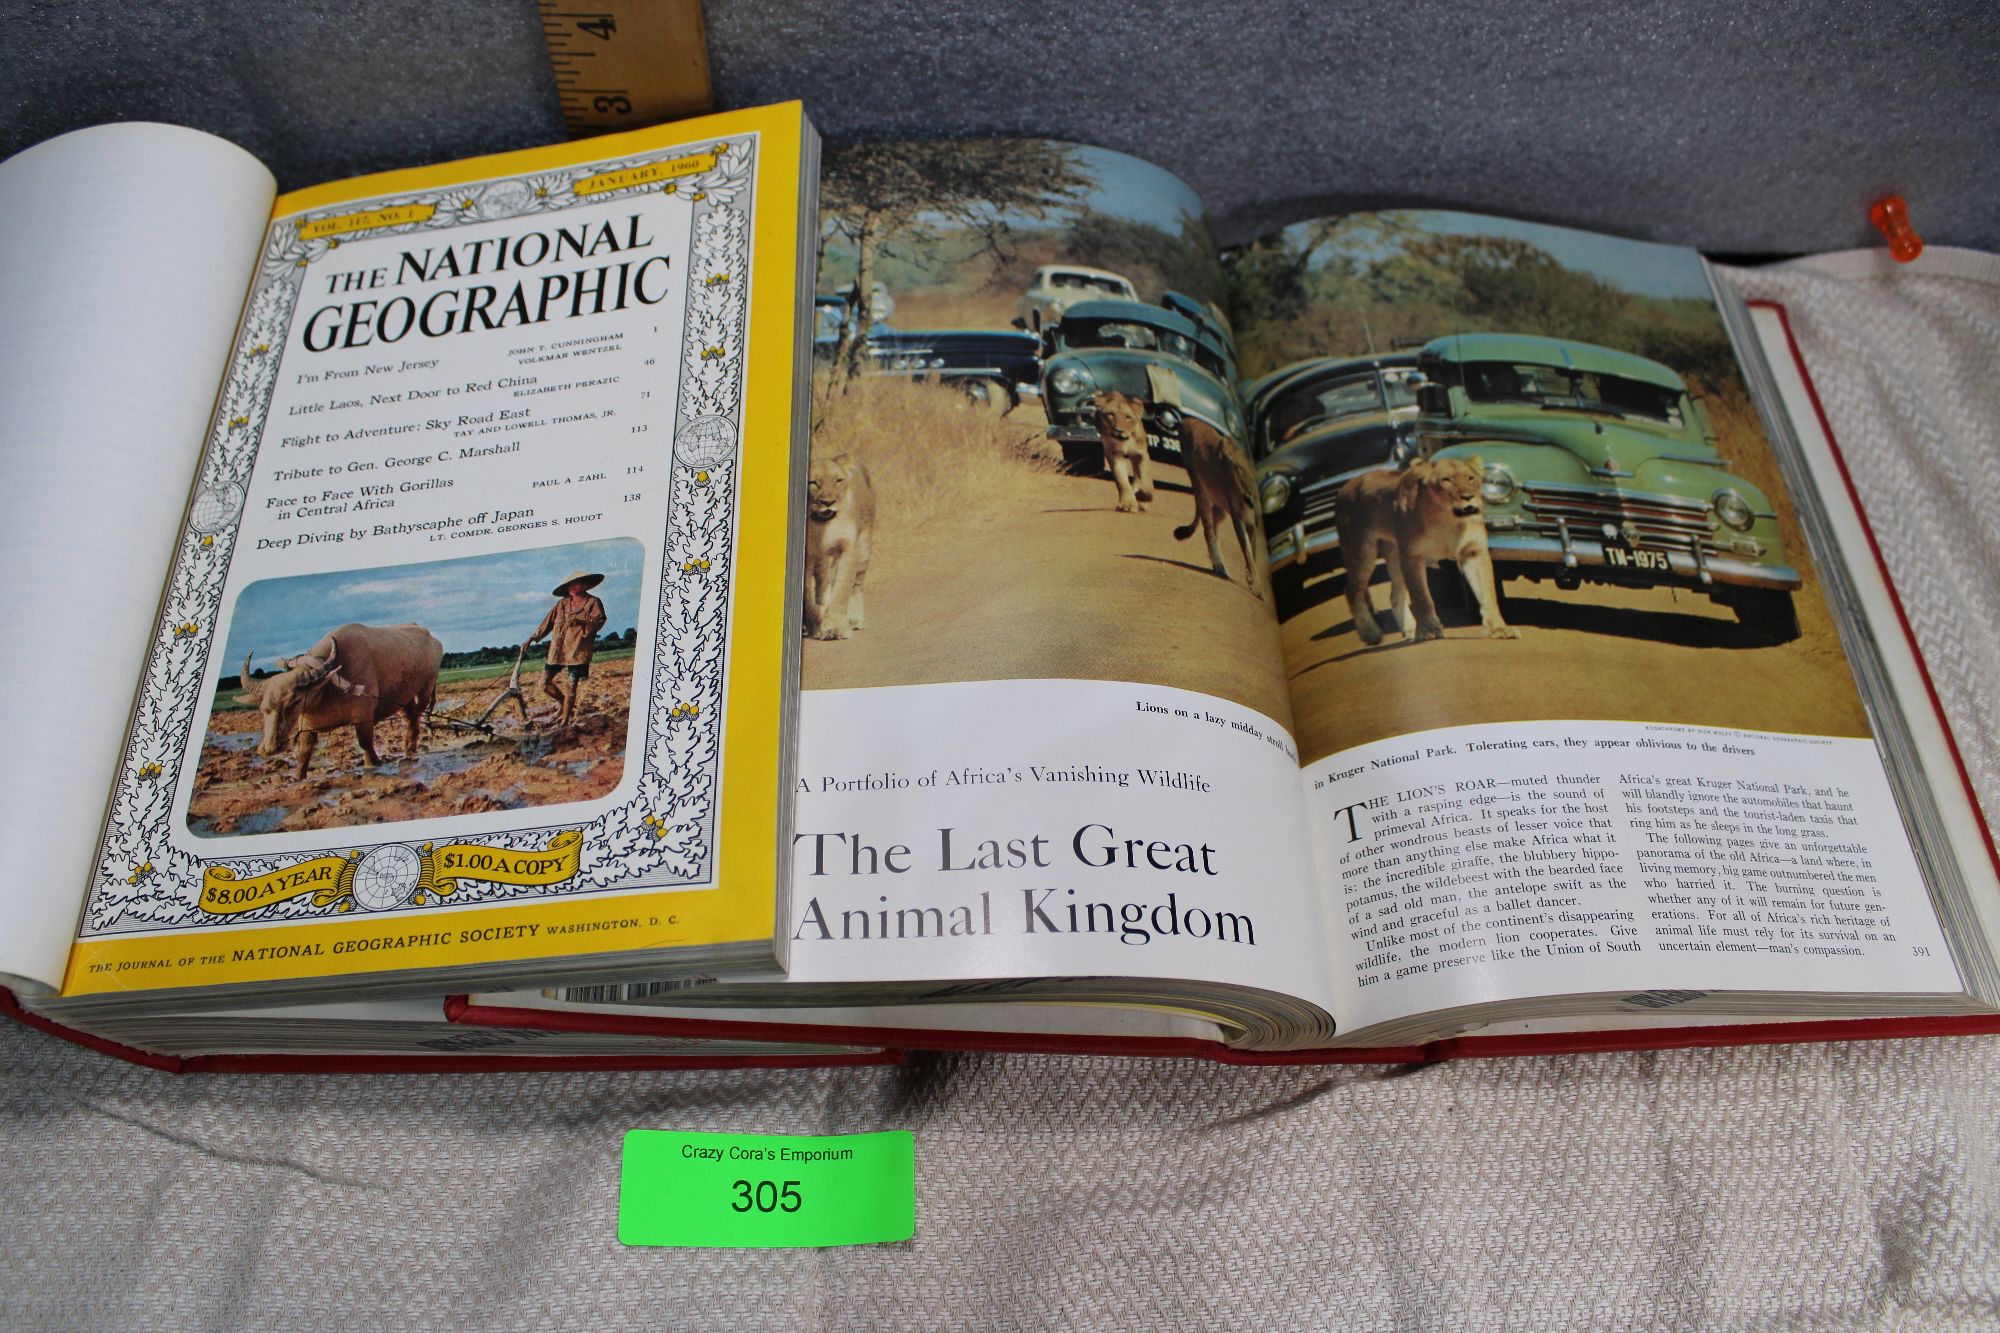 4
3
VOL. 117, NO. 1
JANUARY, 1960
THE NATIONAL
GEOGRAPHIC
I'm From New Jersey
JOHN T. CUNNINGHAM 1
VOLKMAR WENTZEL
Little Laos, Next Door to Red China 46
ELIZABETH PERAZIC
Flight to Adventure: Sky Road East 71
TAY AND LOWELL THOMAS, JR.
Tribute to Gen. George C. Marshall 113
Face to Face With Gorillas 114
in Central Africa PAUL A. ZAHL
Deep Diving by Bathyscaphe off Japan 138
LT. COMDR. GEORGES S. HOUOT
$8.00 A YEAR
$1.00 A COPY
THE JOURNAL OF THE NATIONAL GEOGRAPHIC SOCIETY WASHINGTON, D. C.
TP 339
Lions on a lazy midday stroll
A Portfolio of Africa's Vanishing Wildlife
The Last Great
Animal Kingdom
TM-1975
KODACHROME BY DICK WOLFF © NATIONAL GEOGRAPHIC SOCIETY
in Kruger National Park. Tolerating cars, they appear oblivious to the drivers
THE LION'S ROAR—muted thunder
with a rasping edge—is the sound of
primeval Africa. It speaks for the host
of other wondrous beasts of lesser voice that
more than anything else make Africa what it
is: the incredible giraffe, the blubbery hippo-
potamus, the wildebeest with the bearded face
of a sad old man, the antelope swift as the
wind and graceful as a ballet dancer.
Unlike most of the continent's disappearing
wildlife, the modern lion cooperates. Give
him a game preserve like the Union of South
Africa's great Kruger National Park, and he
will blandly ignore the automobiles that haunt
his footsteps and the tourist-laden taxis that
ring him as he sleeps in the long grass.
The following pages give an unforgettable
panorama of the old Africa—a land where, in
living memory, big game outnumbered the men
who harried it. The burning question is
whether any of it will remain for future gen-
erations. For all of Africa's rich heritage of
animal life must rely for its survival on an
uncertain element—man's compassion.
391
Crazy Cora's Emporium
305